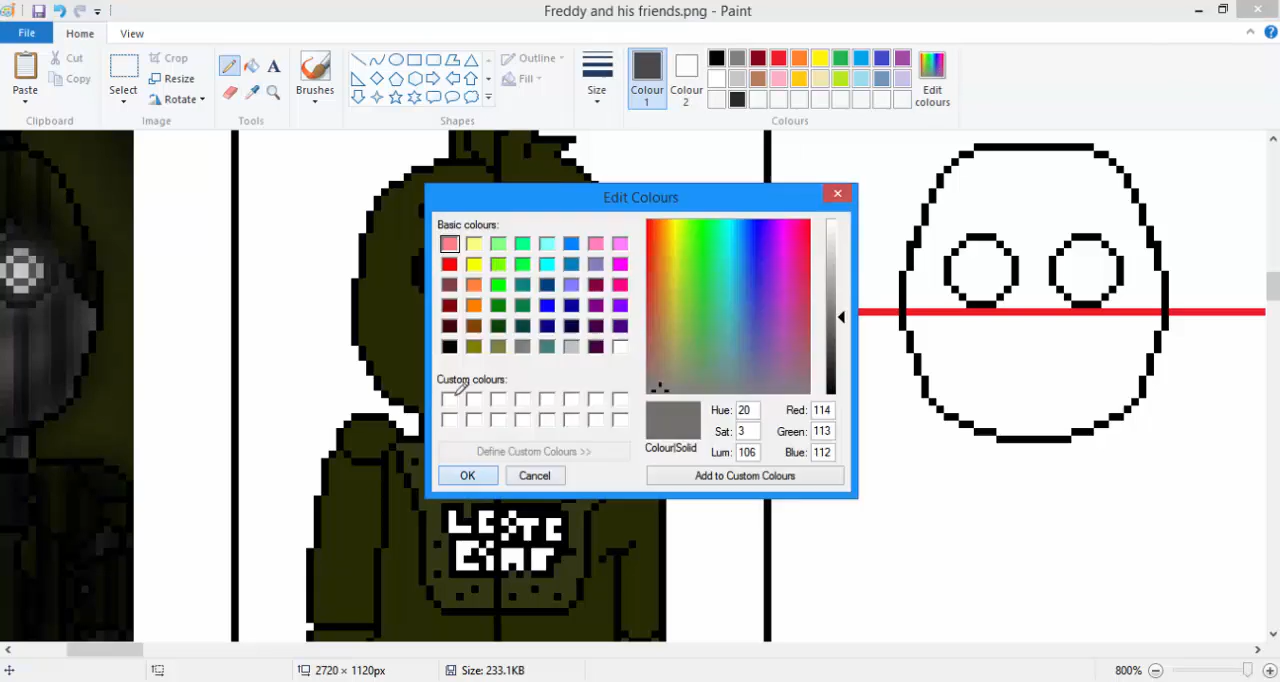 Freddy and his friends.png - Paint
File Home View
Cut
Copy
Paste
Clipboard
Crop
Resize
Rotate
Select
Image
A
Tools
Brushes
Outline
Fill
Shapes
Size
Colour 1
Colour 2
Edit colours
Colours
Edit Colours
Basic colours:
Custom colours:
Define Custom Colours >>
OK Cancel
Colour|Solid
Hue: 20 Red: 114
Sat: 3 Green: 113
Lum: 106 Blue: 112
Add to Custom Colours
2720 × 1120px Size: 233.1KB 800%